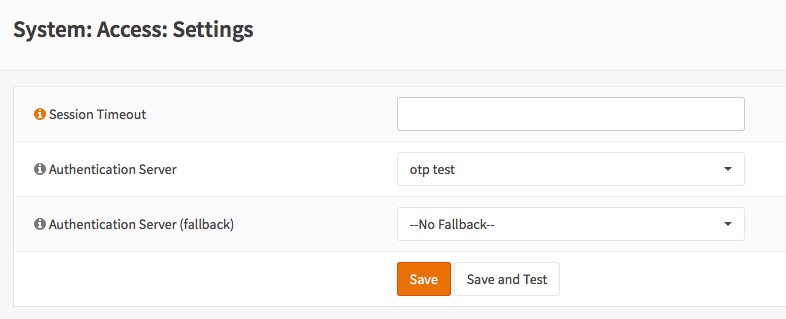 System: Access: Settings
Session Timeout
Authentication Server
otp test
Authentication Server (fallback)
--No Fallback--
Save
Save and Test